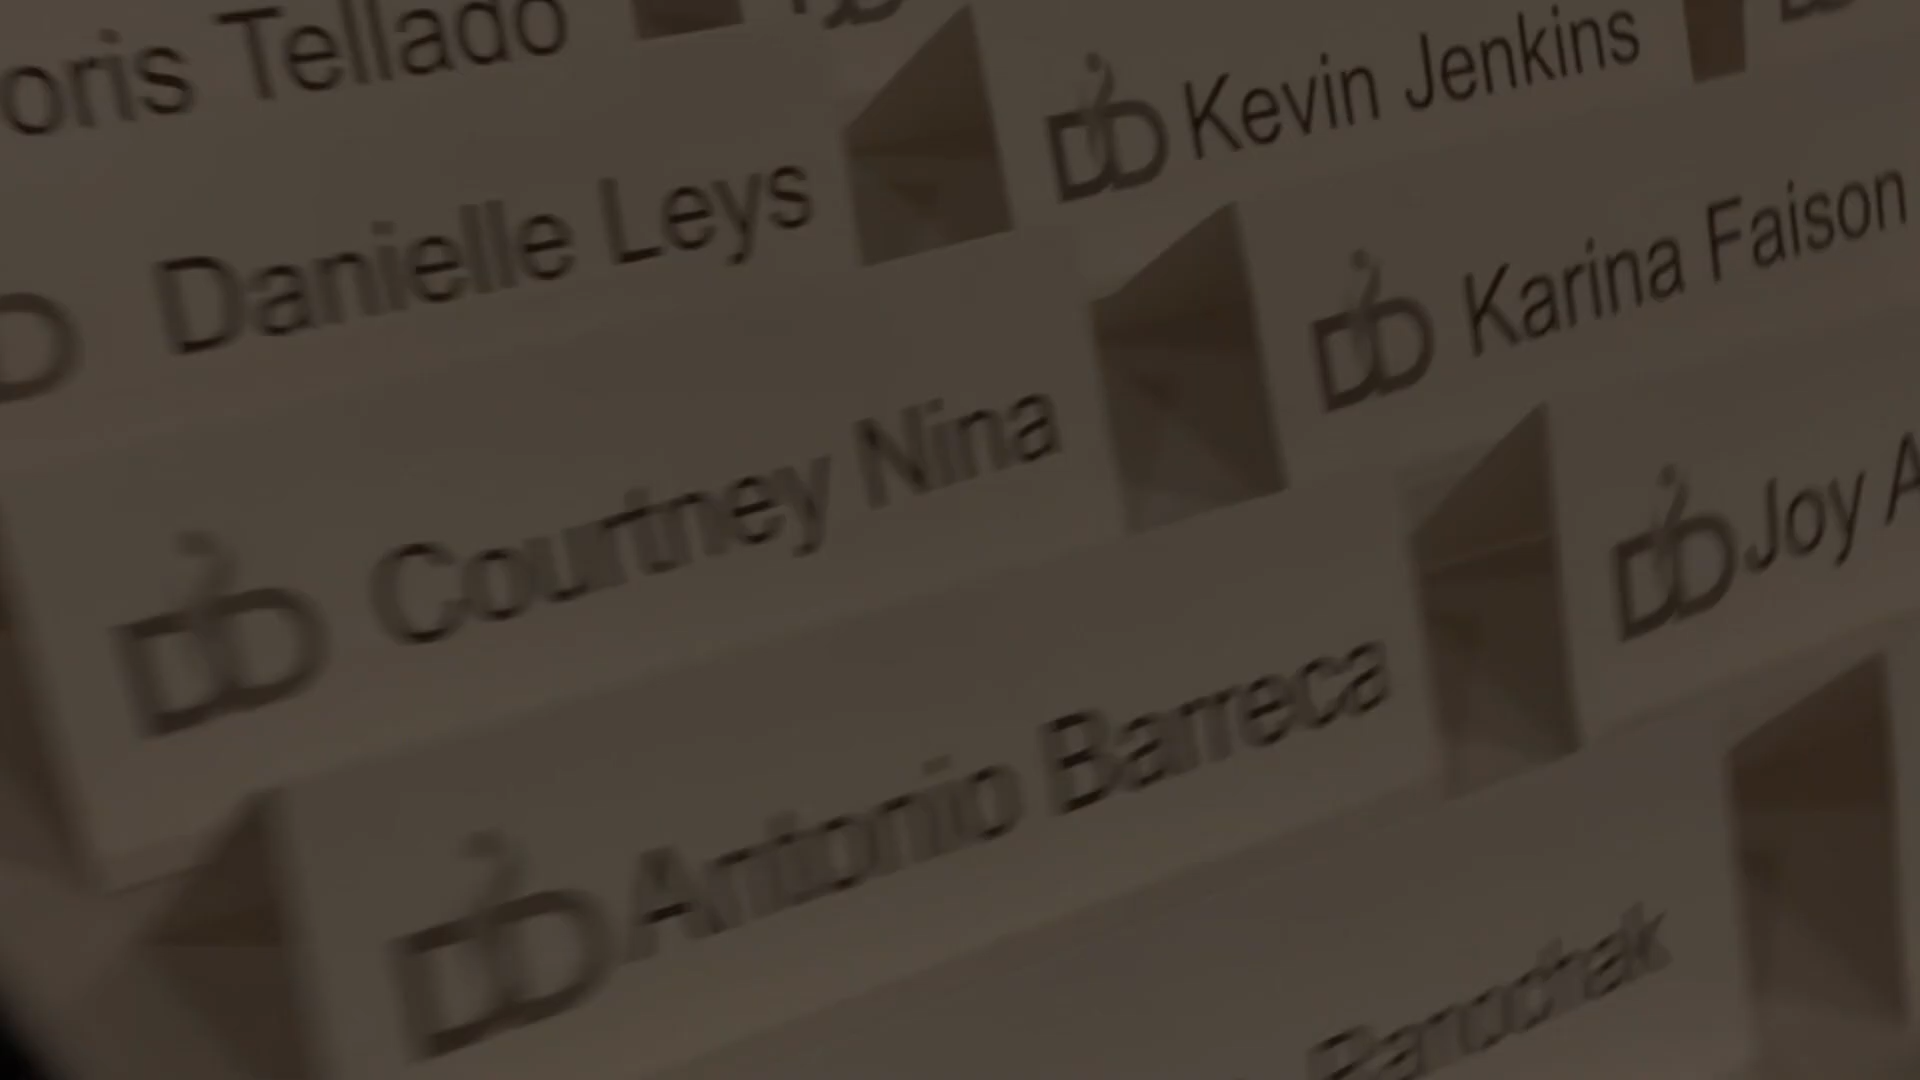 oris Tellado
Danielle Leys
DD Kevin Jenkins
DD Courtney Nina
DD Karina Faison
DD Antonio Barreca
DD Joy A